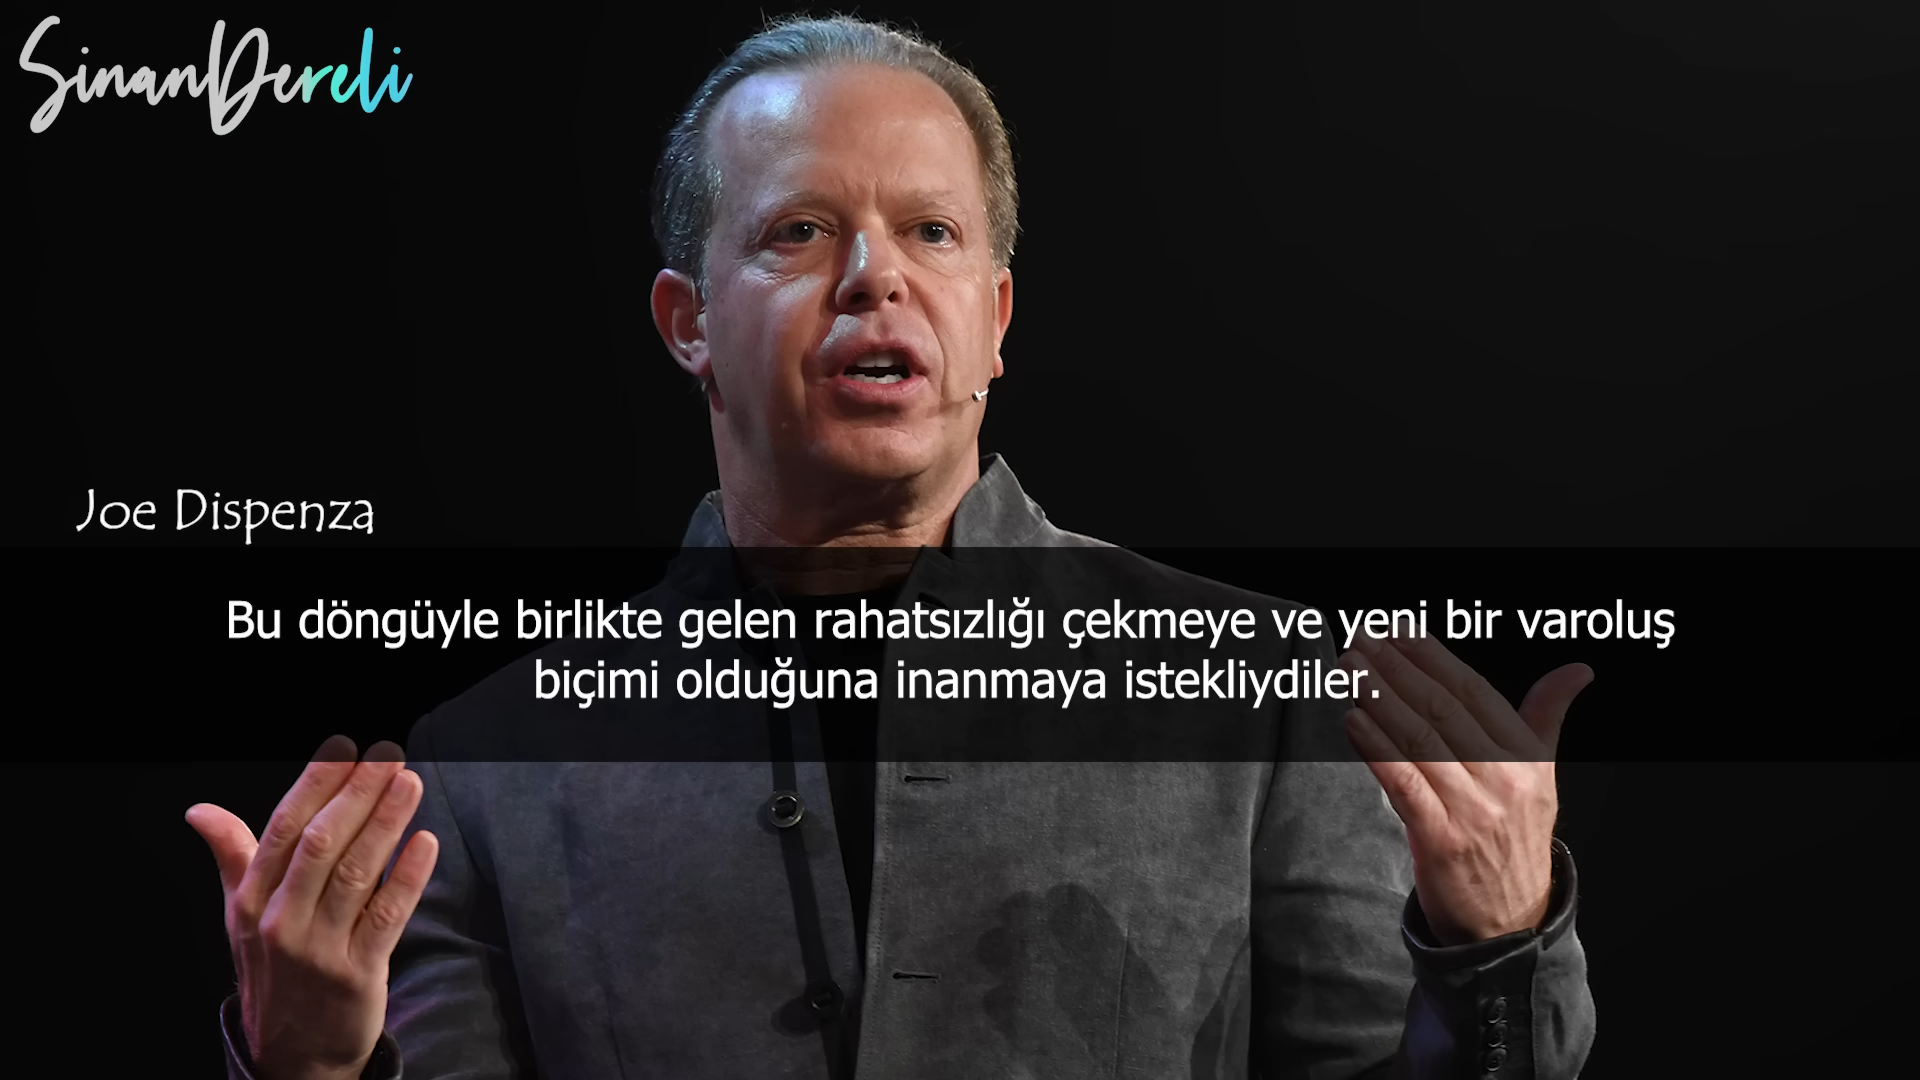 SinanDereli
Joe Dispenza
Bu döngüyle birlikte gelen rahatsızlığı çekmeye ve yeni bir varoluş
biçimi olduğuna inanmaya istekliydiler.